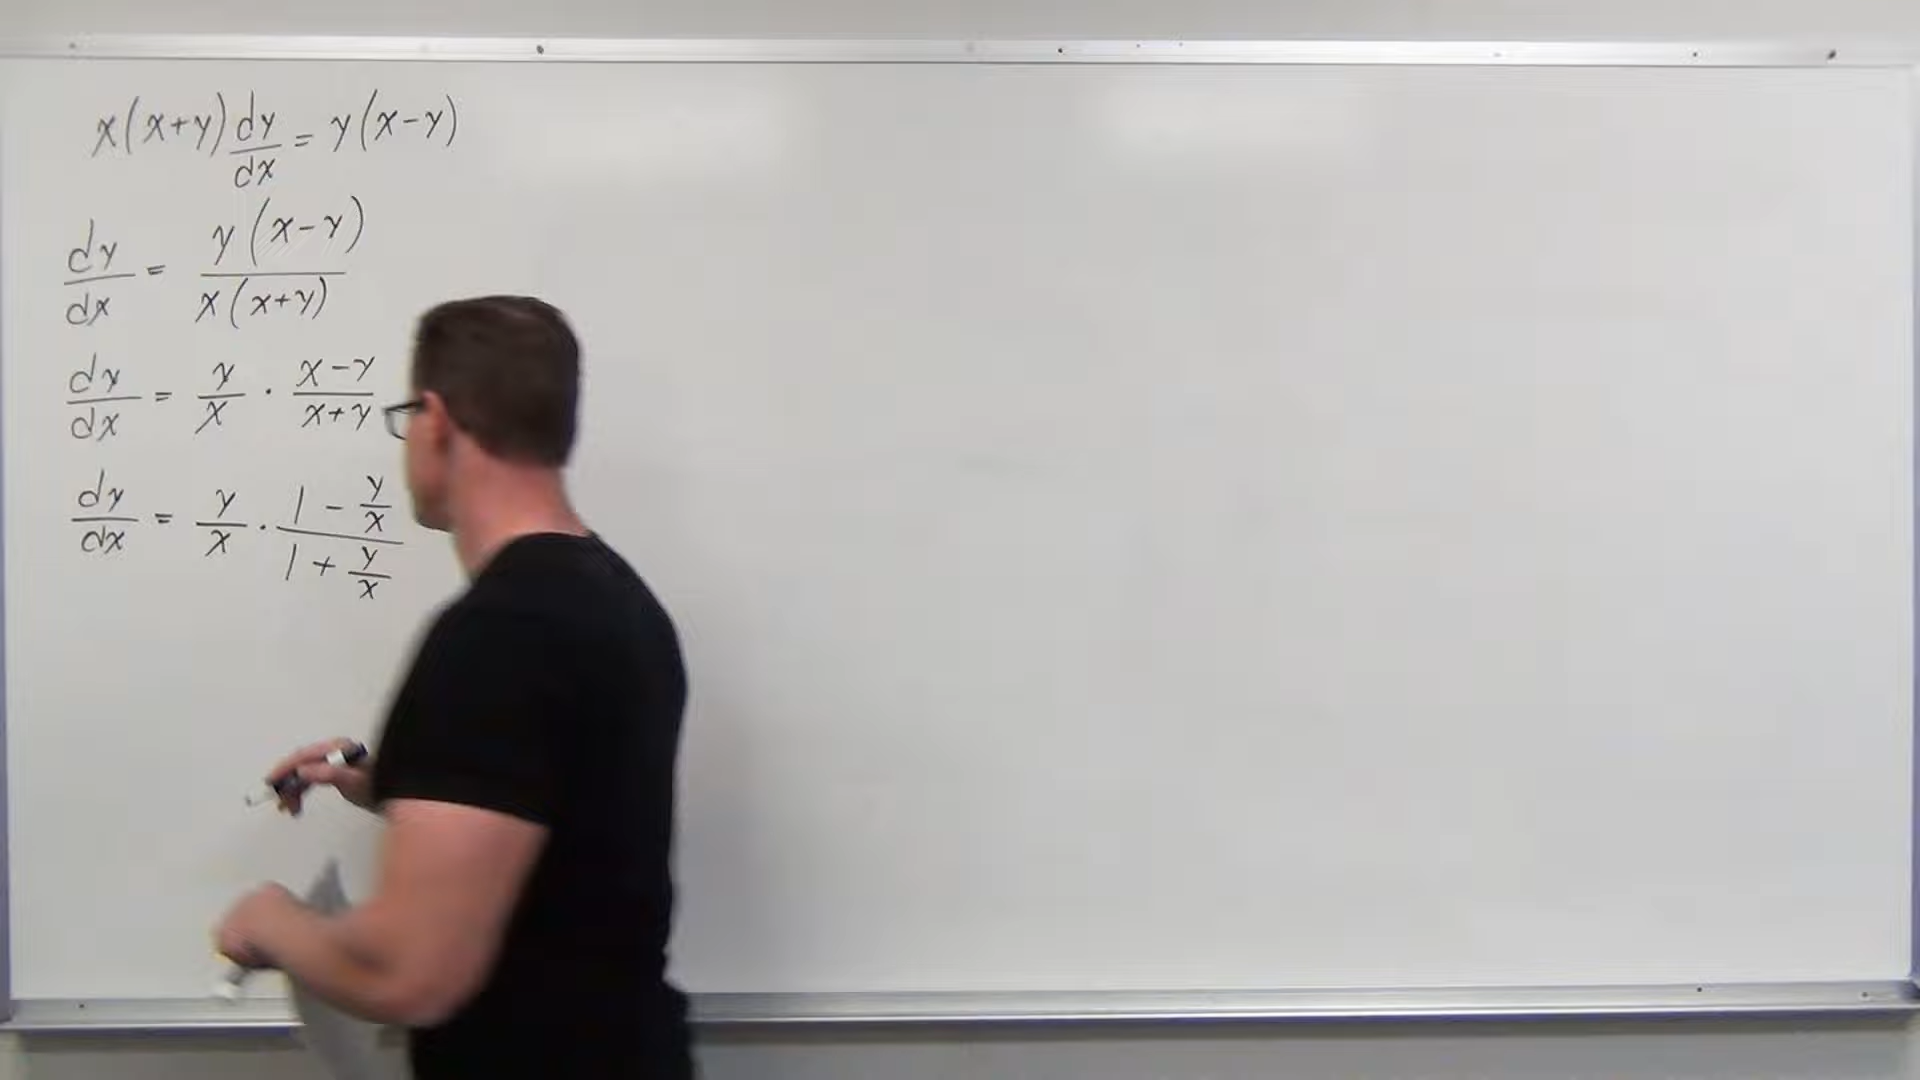 x(x+y) dy/dx = y(x-y)
dy/dx = y(x-y)/x(x+y)
dy/dx = y/x · x-y/x+y
dy/dx = y/x · 1 - y/x / 1 + y/x